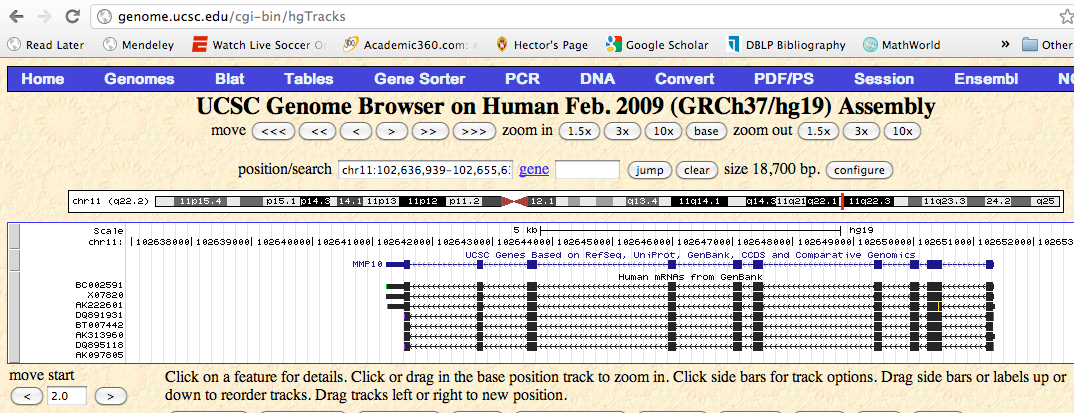 genome.ucsc.edu/cgi-bin/hgTracks
Read Later Mendeley Watch Live Soccer Academic360.com: Hector's Page Google Scholar DBLP Bibliography MathWorld » Other
Home Genomes Blat Tables Gene Sorter PCR DNA Convert PDF/PS Session Ensembl
UCSC Genome Browser on Human Feb. 2009 (GRCh37/hg19) Assembly
move <<< << < > >> >>> zoom in 1.5x 3x 10x base zoom out 1.5x 3x 10x
position/search chr11:102,636,939-102,655,6 gene jump clear size 18,700 bp. configure
chr11 (q22.2) 11p15.4 p15.1 p14.3 14.1 11p13 11p12 p11.2 12.1 q13.4 11q14.1 q14.3 11q21 q22.1 11q22.3 11q23.3 24.2 q25
Scale 5 kb hg19
chr11: 102638000 102639000 102640000 102641000 102642000 102643000 102644000 102645000 102646000 102647000 102648000 102649000 102650000 102651000 102652000 102653
UCSC Genes Based on RefSeq, UniProt, GenBank, CCDS and Comparative Genomics
MMP10
Human mRNAs from GenBank
BC002591
X07820
AK222601
DQ891931
BT007442
AK313960
DQ895118
AK097805
move start
< 2.0 >
Click on a feature for details. Click or drag in the base position track to zoom in. Click side bars for track options. Drag side bars or labels up or
down to reorder tracks. Drag tracks left or right to new position.